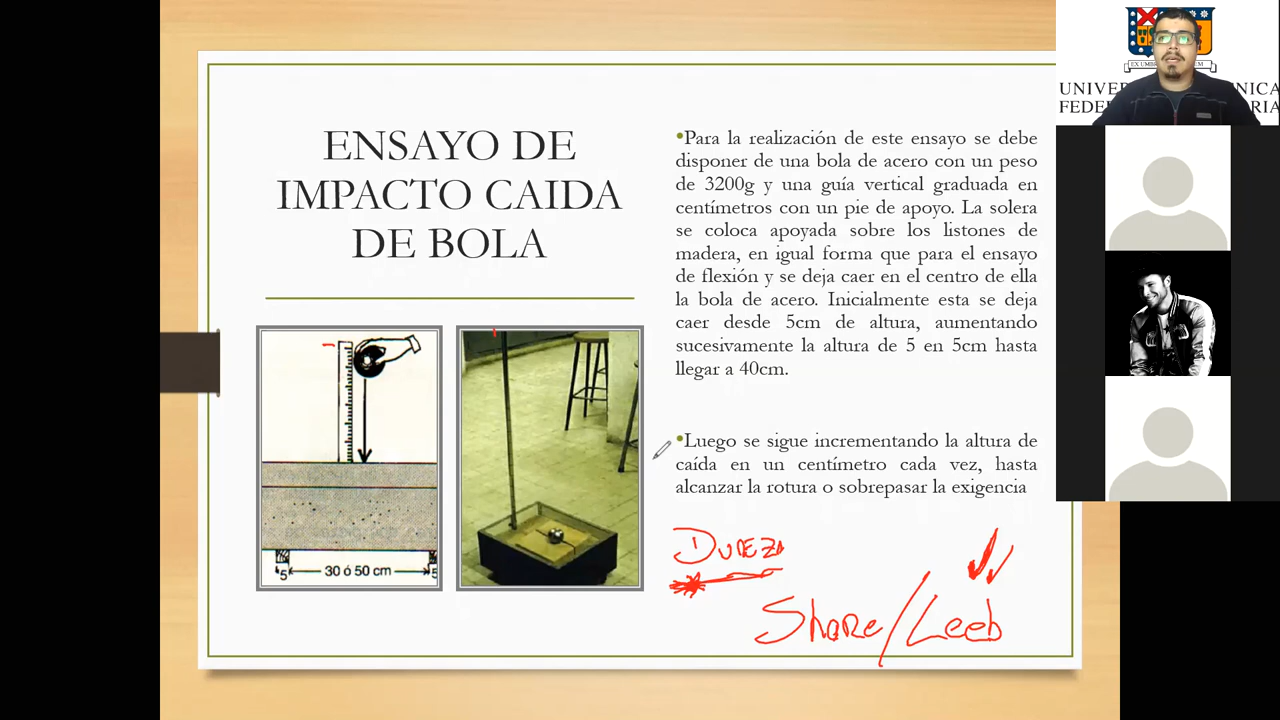 ENSAYO DE
IMPACTO CAIDA
DE BOLA
•Para la realización de este ensayo se debe
disponer de una bola de acero con un peso
de 3200g y una guía vertical graduada en
centímetros con un pie de apoyo. La solera
se coloca apoyada sobre los listones de
madera, en igual forma que para el ensayo
de flexión y se deja caer en el centro de ella
la bola de acero. Inicialmente esta se deja
caer desde 5cm de altura, aumentando
sucesivamente la altura de 5 en 5cm hasta
llegar a 40cm.
•Luego se sigue incrementando la altura de
caída en un centímetro cada vez, hasta
alcanzar la rotura o sobrepasar la exigencia
5 30 ó 50 cm 5
DUREZA
Shore/Leeb